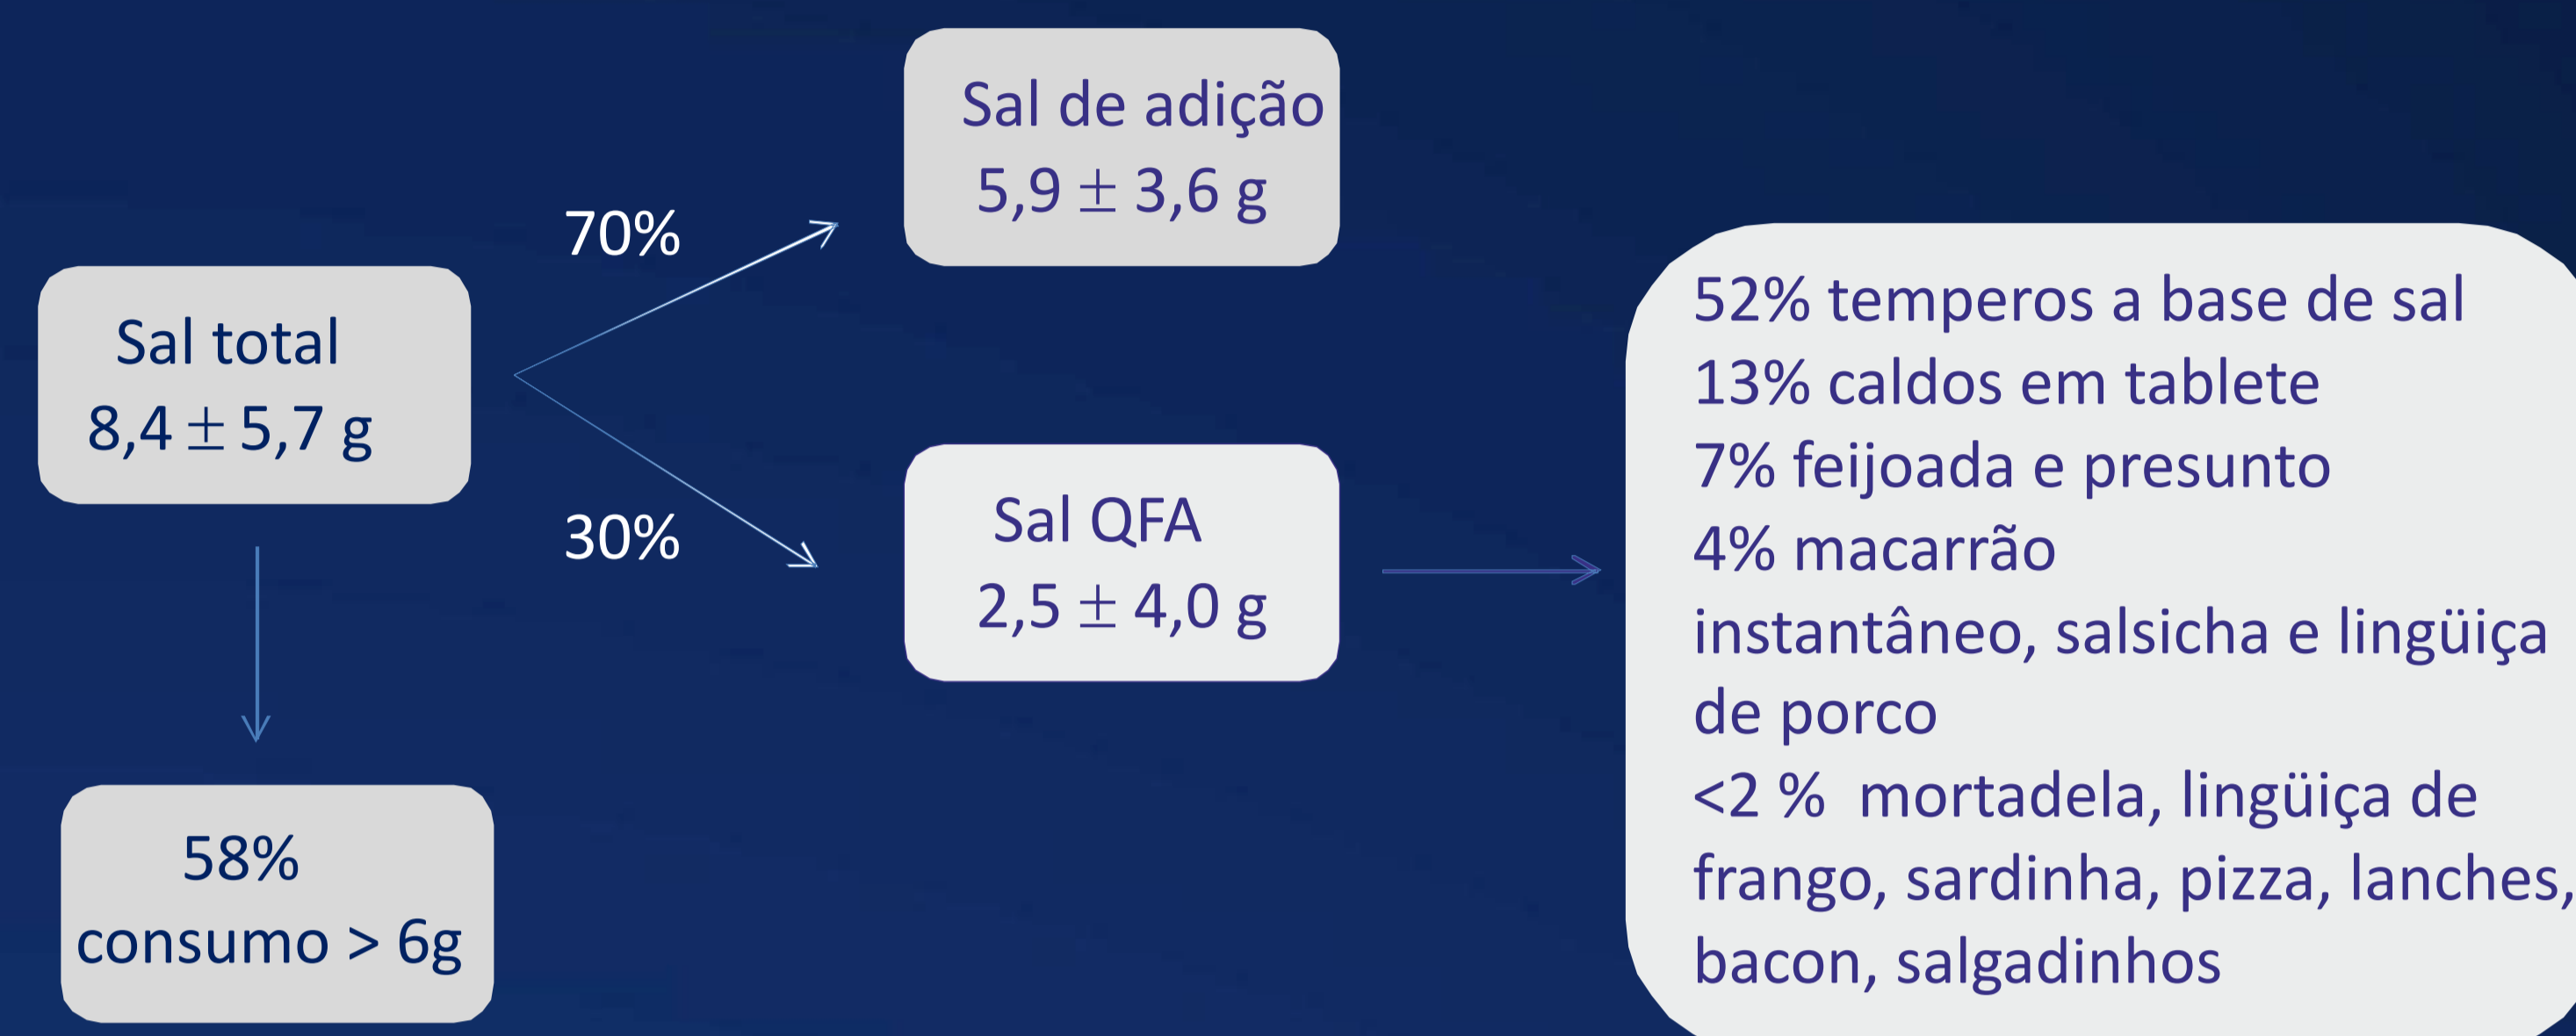 Sal de adição
5,9 ± 3,6 g
70%
Sal total
8,4 ± 5,7 g
30%
Sal QFA
2,5 ± 4,0 g
58%
consumo > 6g
52% temperos a base de sal
13% caldos em tablete
7% feijoada e presunto
4% macarrão
instantâneo, salsicha e lingüiça
de porco
<2 % mortadela, lingüiça de
frango, sardinha, pizza, lanches,
bacon, salgadinhos